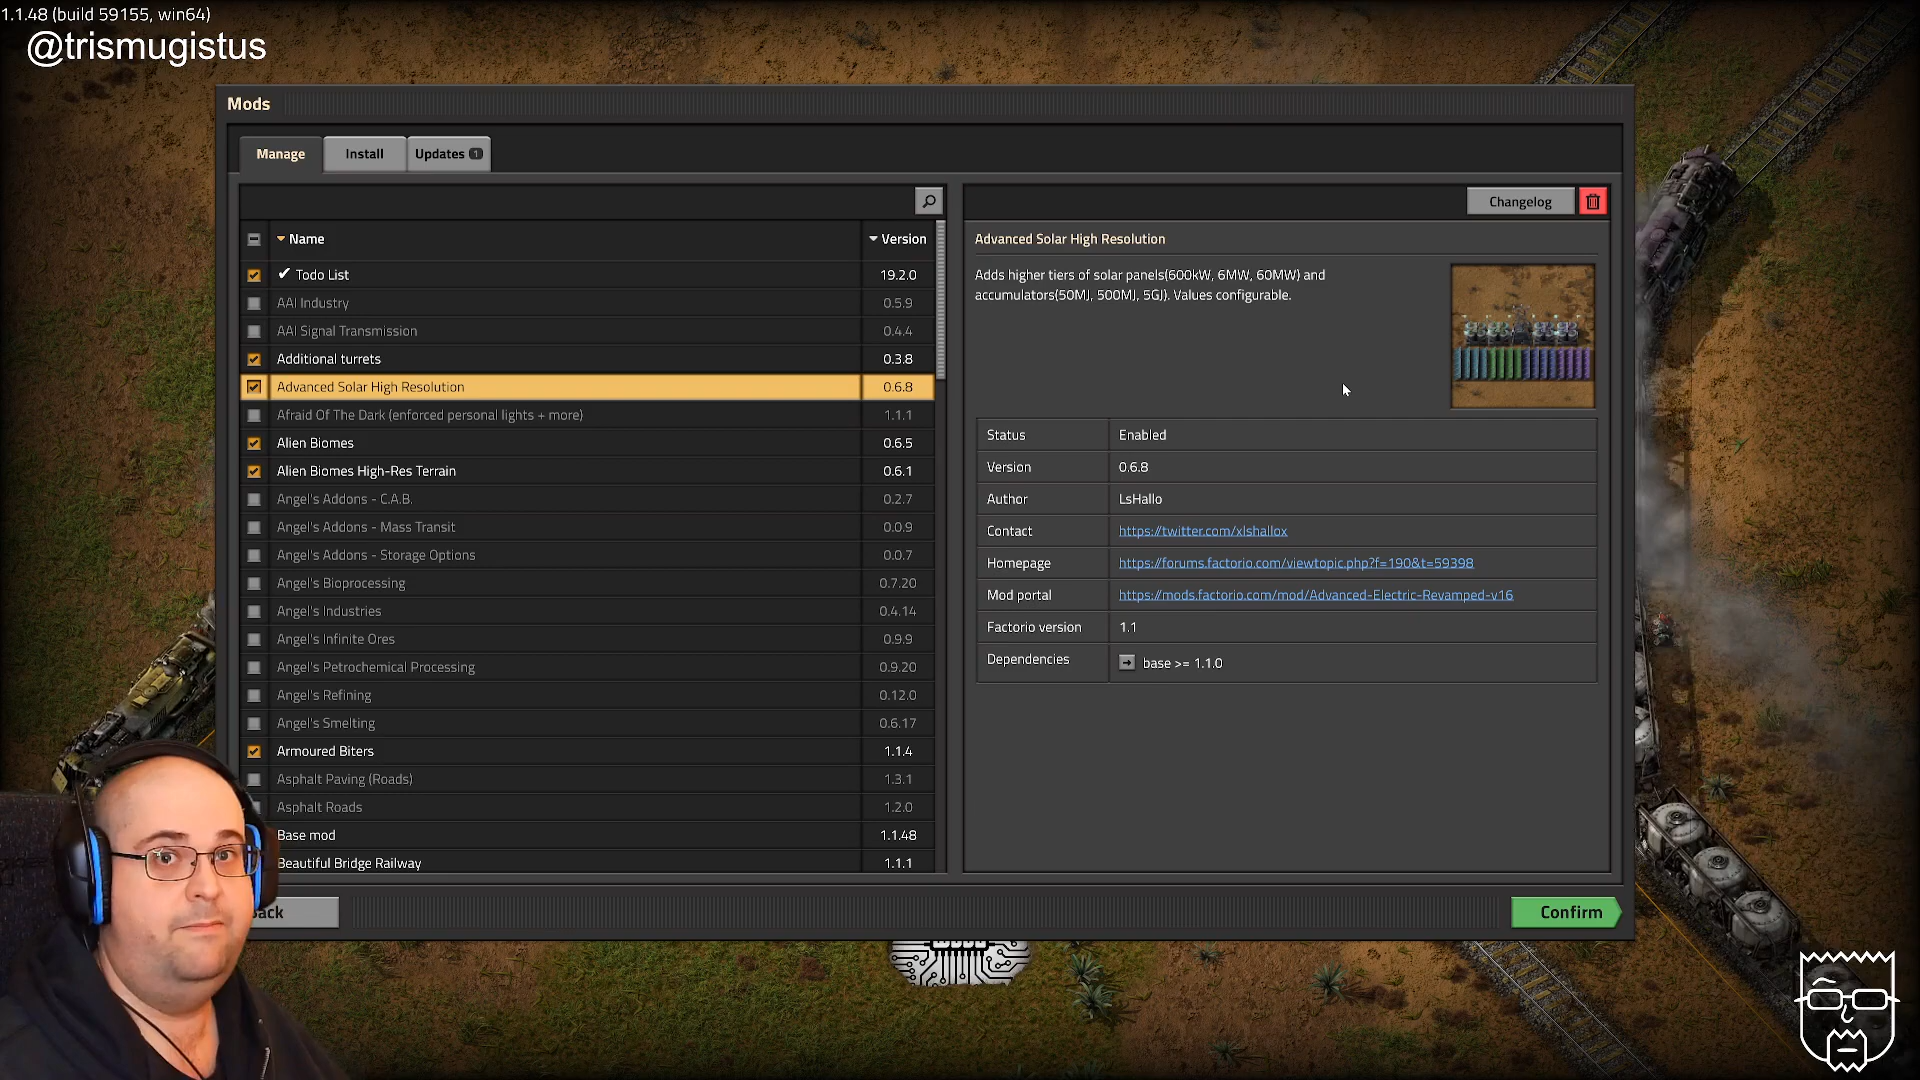 1.1.48 (build 59155, win64)
@trismugistus
Mods
Manage
Install
Updates 1
Changelog
Name
Version
✔ Todo List 19.2.0
AAI Industry 0.5.9
AAI Signal Transmission 0.4.4
Additional turrets 0.3.8
Advanced Solar High Resolution 0.6.8
Afraid Of The Dark (enforced personal lights + more) 1.1.1
Alien Biomes 0.6.5
Alien Biomes High-Res Terrain 0.6.1
Angel's Addons - C.A.B. 0.2.7
Angel's Addons - Mass Transit 0.0.9
Angel's Addons - Storage Options 0.0.7
Angel's Bioprocessing 0.7.20
Angel's Industries 0.4.14
Angel's Infinite Ores 0.9.9
Angel's Petrochemical Processing 0.9.20
Angel's Refining 0.12.0
Angel's Smelting 0.6.17
Armoured Biters 1.1.4
Asphalt Paving (Roads) 1.3.1
Asphalt Roads 1.2.0
Base mod 1.1.48
Beautiful Bridge Railway 1.1.1
Advanced Solar High Resolution
Adds higher tiers of solar panels(600kW, 6MW, 60MW) and
accumulators(50MJ, 500MJ, 5GJ). Values configurable.
Status Enabled
Version 0.6.8
Author LsHallo
Contact https://twitter.com/xlshallox
Homepage https://forums.factorio.com/viewtopic.php?f=190&t=59398
Mod portal https://mods.factorio.com/mod/Advanced-Electric-Revamped-v16
Factorio version 1.1
Dependencies base >= 1.1.0
Confirm